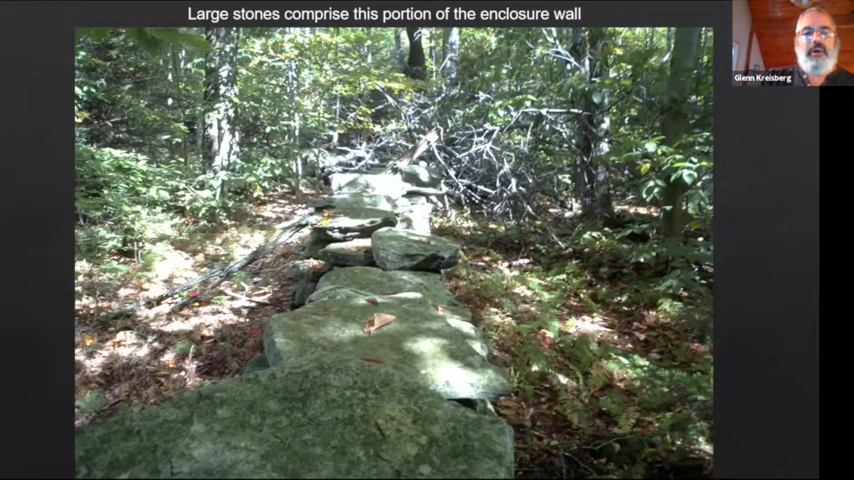 Large stones comprise this portion of the enclosure wall
Glenn Kreisberg